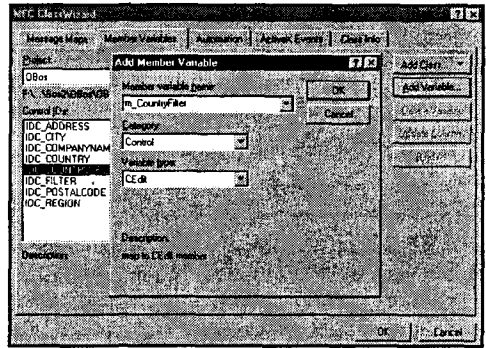 MFC ClassWizard
Message Maps Member Variables Automation ActiveX Events Class Info
Project:
OBos
Add Class...
Add Variable...
Control IDs:
IDC_ADDRESS
IDC_CITY
IDC_COMPANYNAM
IDC_COUNTRY
IDC_FILTER
IDC_POSTALCODE
IDC_REGION
Description:
Add Member Variable
Member variable name:
m_CountryFilter
Category:
Control
Variable type:
CEdit
Description:
map to CEdit member
OK
Cancel
OK
Cancel